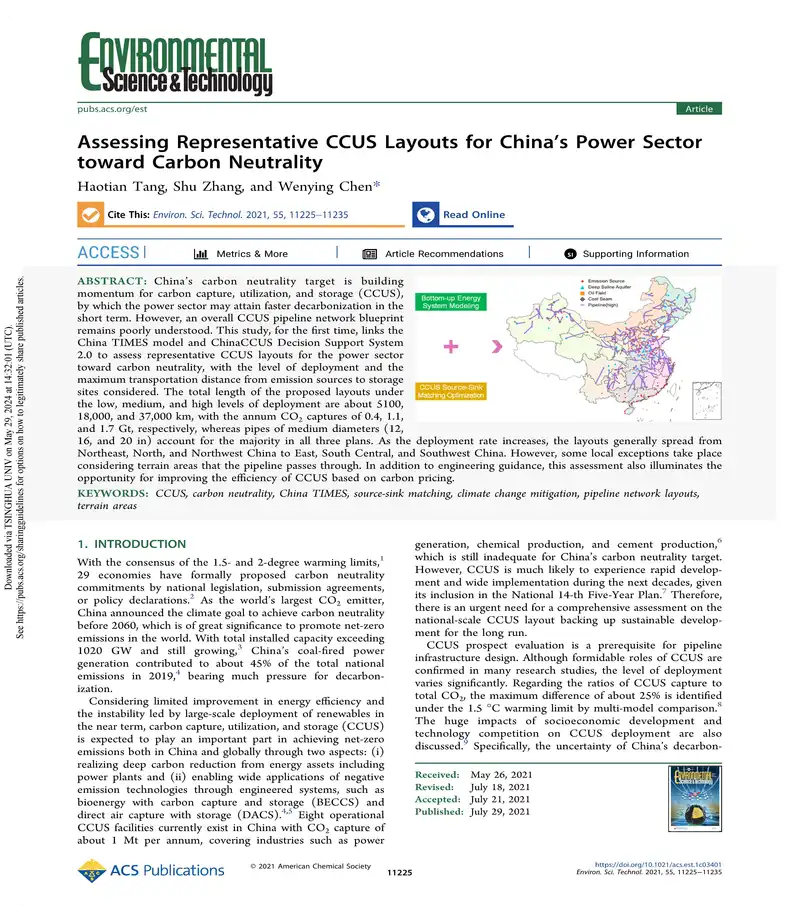 ENVIRONMENTAL
Science & Technology
pubs.acs.org/est
Article
Assessing Representative CCUS Layouts for China's Power Sector
toward Carbon Neutrality
Haotian Tang, Shu Zhang, and Wenying Chen*
Cite This: Environ. Sci. Technol. 2021, 55, 11225−11235
Read Online
ACCESS
Metrics & More
Article Recommendations
SI
Supporting Information
ABSTRACT: China's carbon neutrality target is building
momentum for carbon capture, utilization, and storage (CCUS),
by which the power sector may attain faster decarbonization in the
short term. However, an overall CCUS pipeline network blueprint
remains poorly understood. This study, for the first time, links the
China TIMES model and ChinaCCUS Decision Support System
2.0 to assess representative CCUS layouts for the power sector
toward carbon neutrality, with the level of deployment and the
maximum transportation distance from emission sources to storage
sites considered. The total length of the proposed layouts under
the low, medium, and high levels of deployment are about 5100,
18,000, and 37,000 km, with the annum CO2 captures of 0.4, 1.1,
and 1.7 Gt, respectively, whereas pipes of medium diameters (12,
16, and 20 in) account for the majority in all three plans. As the deployment rate increases, the layouts generally spread from
Northeast, North, and Northwest China to East, South Central, and Southwest China. However, some local exceptions take place
considering terrain areas that the pipeline passes through. In addition to engineering guidance, this assessment also illuminates the
opportunity for improving the efficiency of CCUS based on carbon pricing.
Bottom-up Energy
System Modeling
CCUS Source-Sink
Matching Optimization
Emission Source
Deep Saline Aquifer
Oil Field
Coal Seam
Pipeline(high)
KEYWORDS: CCUS, carbon neutrality, China TIMES, source-sink matching, climate change mitigation, pipeline network layouts,
terrain areas
1. INTRODUCTION
With the consensus of the 1.5- and 2-degree warming limits,1
29 economies have formally proposed carbon neutrality
commitments by national legislation, submission agreements,
or policy declarations.2 As the world's largest CO2 emitter,
China announced the climate goal to achieve carbon neutrality
before 2060, which is of great significance to promote net-zero
emissions in the world. With total installed capacity exceeding
1020 GW and still growing,3 China's coal-fired power
generation contributed to about 45% of the total national
emissions in 2019,4 bearing much pressure for decarbon-
ization.
Considering limited improvement in energy efficiency and
the instability led by large-scale deployment of renewables in
the near term, carbon capture, utilization, and storage (CCUS)
is expected to play an important part in achieving net-zero
emissions both in China and globally through two aspects: (i)
realizing deep carbon reduction from energy assets including
power plants and (ii) enabling wide applications of negative
emission technologies through engineered systems, such as
bioenergy with carbon capture and storage (BECCS) and
direct air capture with storage (DACS).4,5 Eight operational
CCUS facilities currently exist in China with CO2 capture of
about 1 Mt per annum, covering industries such as power
generation, chemical production, and cement production,6
which is still inadequate for China's carbon neutrality target.
However, CCUS is much likely to experience rapid develop-
ment and wide implementation during the next decades, given
its inclusion in the National 14-th Five-Year Plan.7 Therefore,
there is an urgent need for a comprehensive assessment on the
national-scale CCUS layout backing up sustainable develop-
ment for the long run.
CCUS prospect evaluation is a prerequisite for pipeline
infrastructure design. Although formidable roles of CCUS are
confirmed in many research studies, the level of deployment
varies significantly. Regarding the ratios of CCUS capture to
total CO2, the maximum difference of about 25% is identified
under the 1.5 °C warming limit by multi-model comparison.8
The huge impacts of socioeconomic development and
technology competition on CCUS deployment are also
discussed.9 Specifically, the uncertainty of China's decarbon-
Received: May 26, 2021
Revised: July 18, 2021
Accepted: July 21, 2021
Published: July 29, 2021
ACS Publications
© 2021 American Chemical Society
11225
https://doi.org/10.1021/acs.est.1c03401
Environ. Sci. Technol. 2021, 55, 11225−11235
Downloaded via TSINGHUA UNIV on May 29, 2024 at 14:32:01 (UTC).
See https://pubs.acs.org/sharingguidelines for options on how to legitimately share published articles.